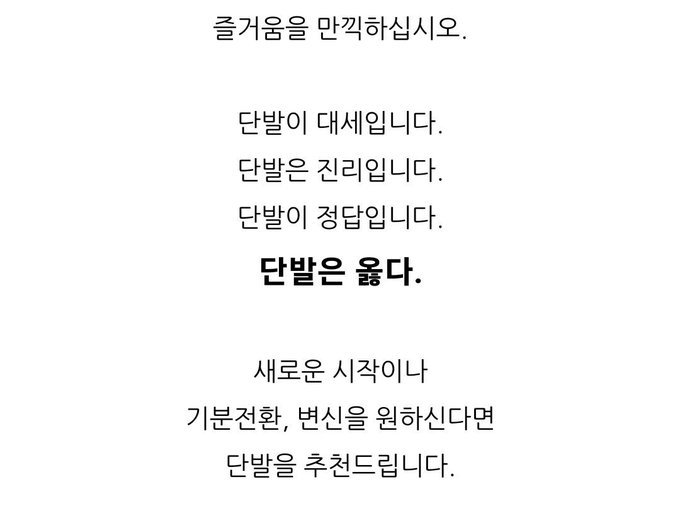 즐거움을 만끽하십시오.
단발이 대세입니다.
단발은 진리입니다.
단발이 정답입니다.
단발은 옳다.
새로운 시작이나
기분전환, 변신을 원하신다면
단발을 추천드립니다.